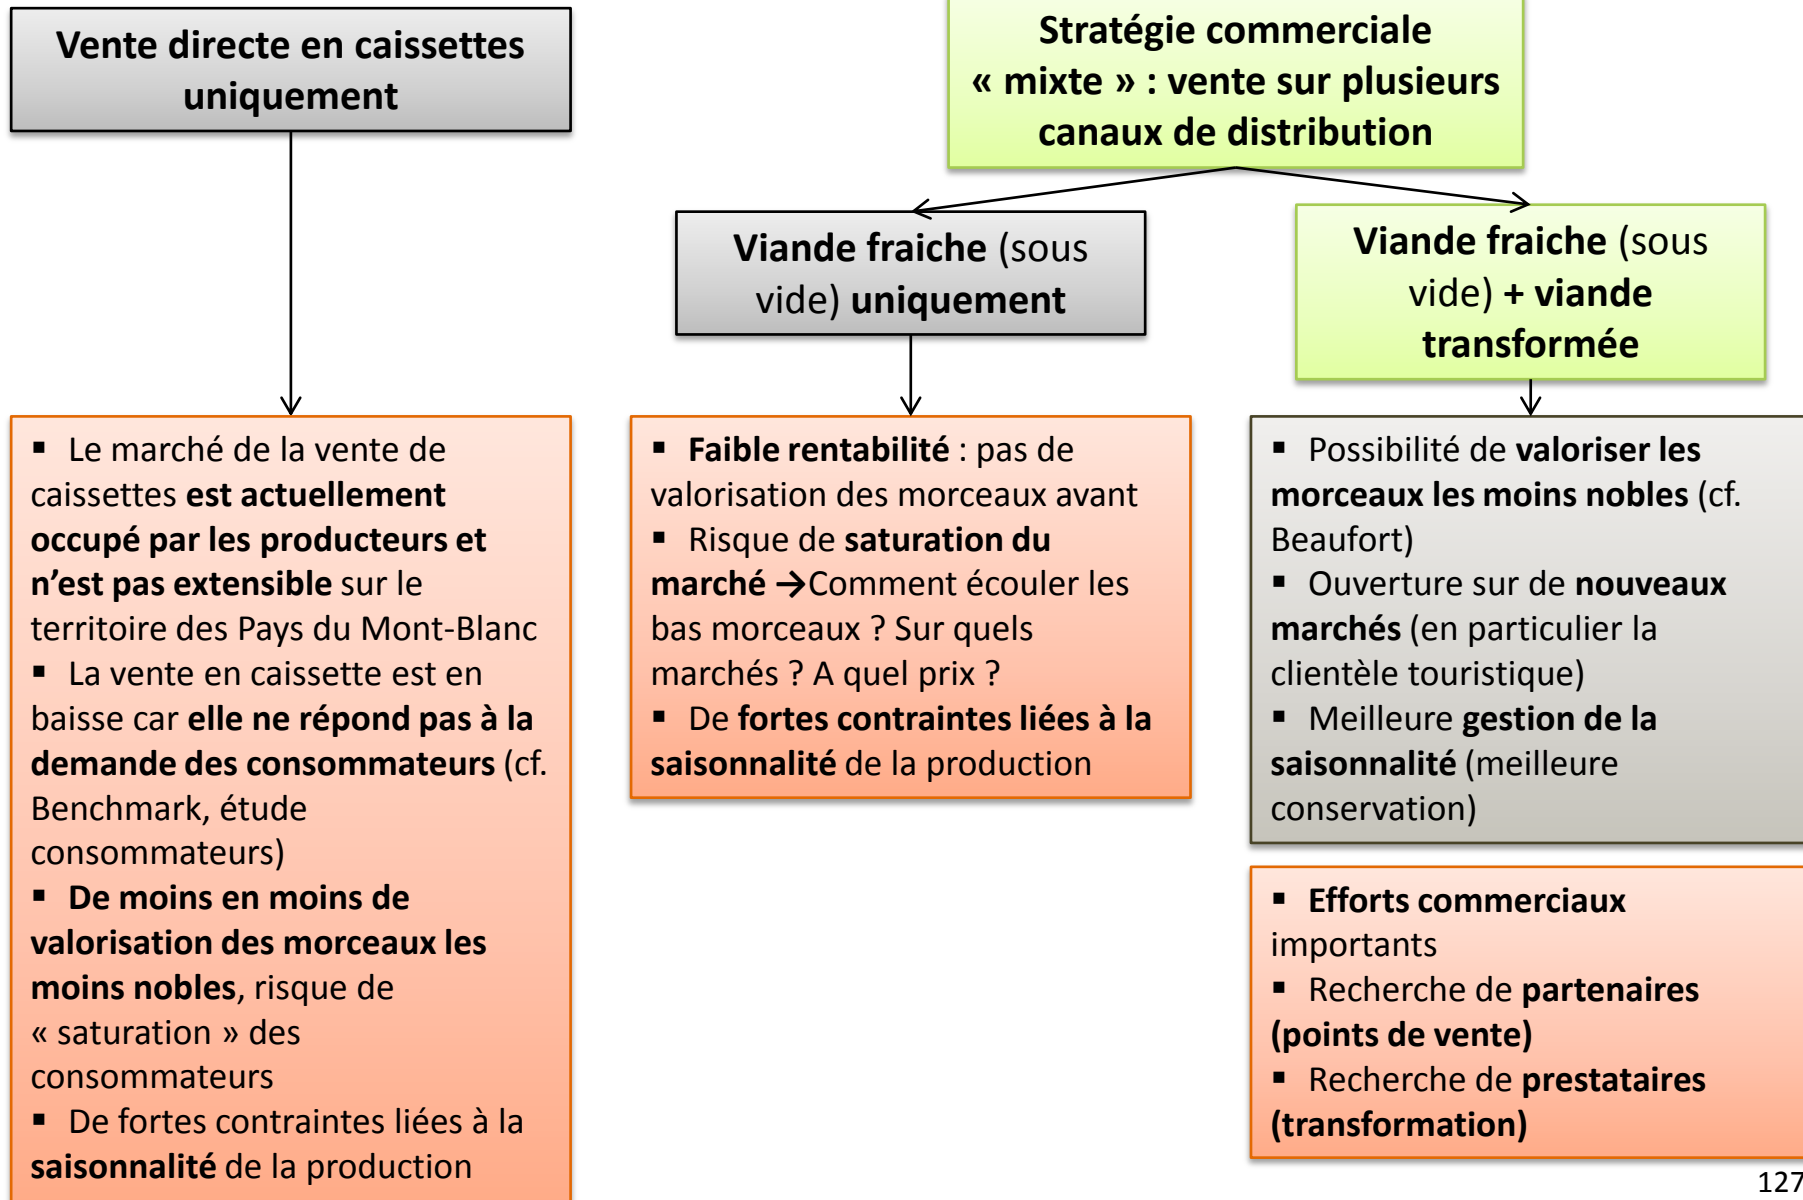 Vente directe en caissettes
uniquement
Stratégie commerciale
« mixte » : vente sur plusieurs
canaux de distribution
Viande fraiche (sous
vide) uniquement
Viande fraiche (sous
vide) + viande
transformée
▪ Le marché de la vente de
caissettes est actuellement
occupé par les producteurs et
n’est pas extensible sur le
territoire des Pays du Mont-Blanc
▪ La vente en caissette est en
baisse car elle ne répond pas à la
demande des consommateurs (cf.
Benchmark, étude
consommateurs)
▪ De moins en moins de
valorisation des morceaux les
moins nobles, risque de
« saturation » des
consommateurs
▪ De fortes contraintes liées à la
saisonnalité de la production
▪ Faible rentabilité : pas de
valorisation des morceaux avant
▪ Risque de saturation du
marché →Comment écouler les
bas morceaux ? Sur quels
marchés ? A quel prix ?
▪ De fortes contraintes liées à la
saisonnalité de la production
▪ Possibilité de valoriser les
morceaux les moins nobles (cf.
Beaufort)
▪ Ouverture sur de nouveaux
marchés (en particulier la
clientèle touristique)
▪ Meilleure gestion de la
saisonnalité (meilleure
conservation)
▪ Efforts commerciaux
importants
▪ Recherche de partenaires
(points de vente)
▪ Recherche de prestataires
(transformation)
127